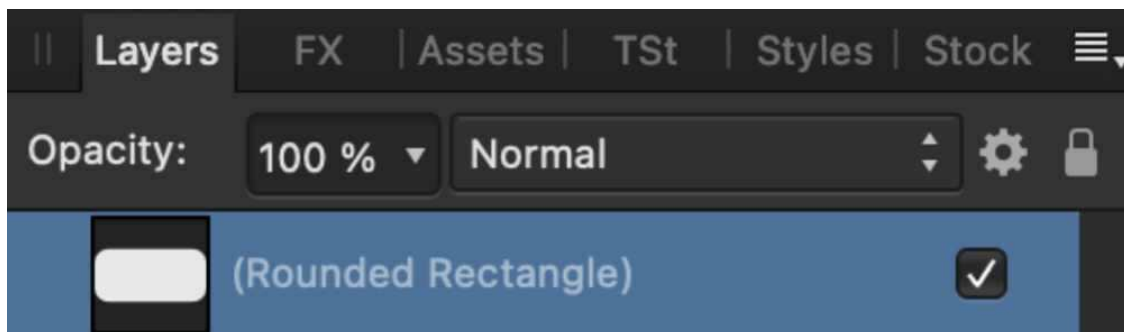 Layers FX Assets TSt Styles Stock
Opacity: 100 % Normal
(Rounded Rectangle)